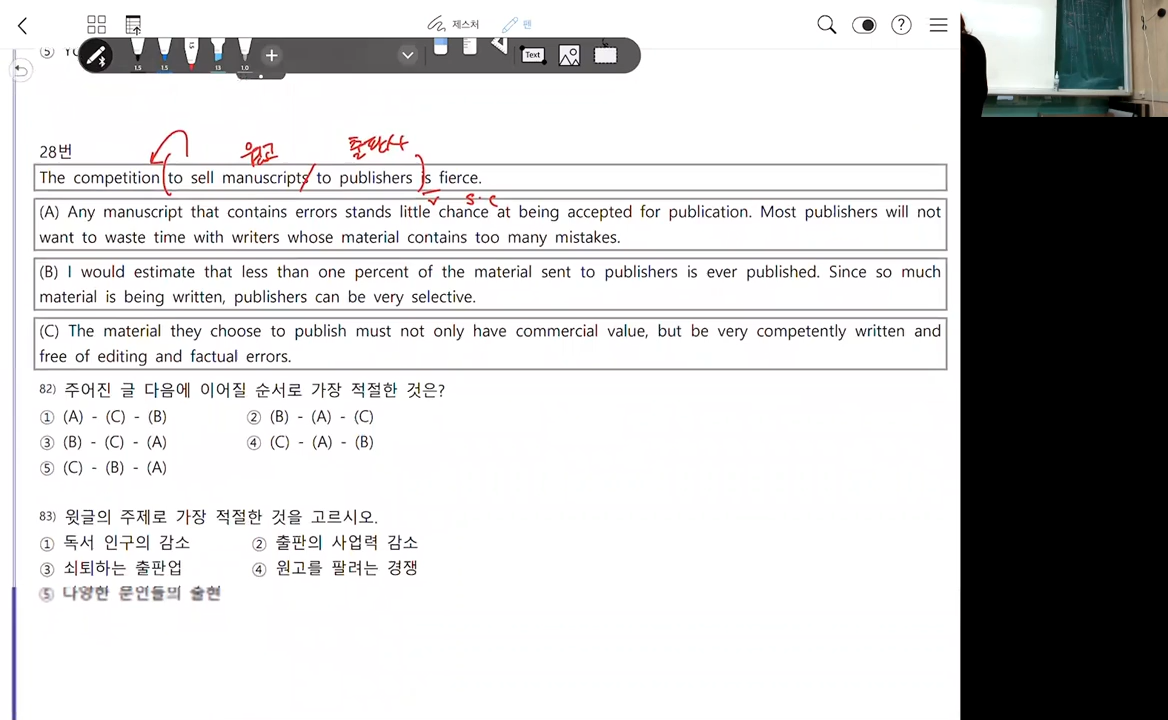 제스처 펜
Text
1.5 1.5 13 1.0
28번
원고 출판사
The competition to sell manuscripts to publishers is fierce.
v s.c
(A) Any manuscript that contains errors stands little chance at being accepted for publication. Most publishers will not
want to waste time with writers whose material contains too many mistakes.
(B) I would estimate that less than one percent of the material sent to publishers is ever published. Since so much
material is being written, publishers can be very selective.
(C) The material they choose to publish must not only have commercial value, but be very competently written and
free of editing and factual errors.
82) 주어진 글 다음에 이어질 순서로 가장 적절한 것은?
① (A) - (C) - (B) ② (B) - (A) - (C)
③ (B) - (C) - (A) ④ (C) - (A) - (B)
⑤ (C) - (B) - (A)
83) 윗글의 주제로 가장 적절한 것을 고르시오.
① 독서 인구의 감소 ② 출판의 사업력 감소
③ 쇠퇴하는 출판업 ④ 원고를 팔려는 경쟁
⑤ 다양한 문인들의 출현